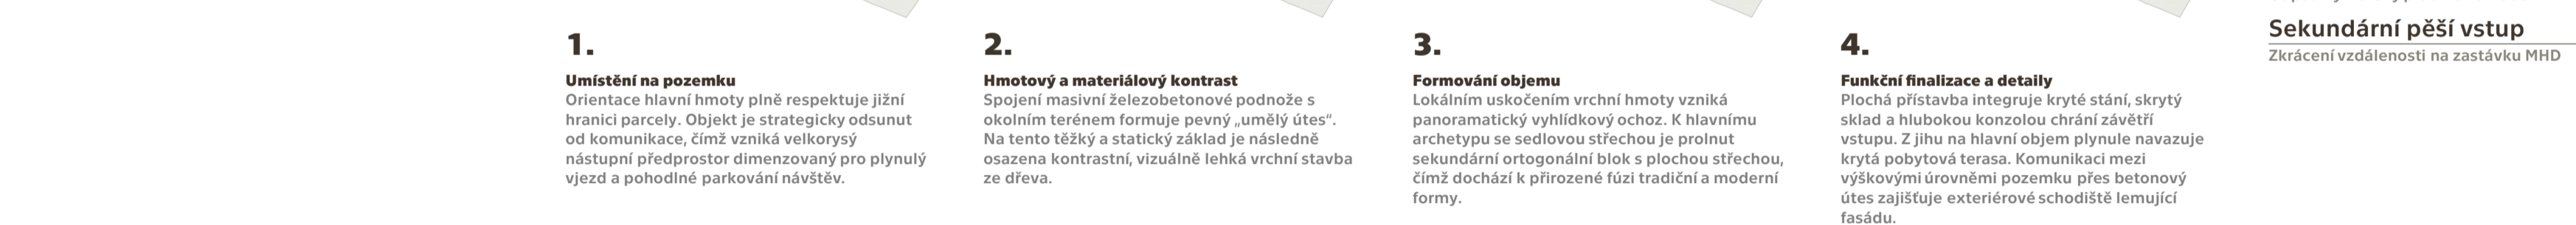 1.
Umístění na pozemku
Orientace hlavní hmoty plně respektuje jižní
hranici parcely. Objekt je strategicky odsunut
od komunikace, čímž vzniká velkorysý
nástupní předprostor dimenzovaný pro plynulý
vjezd a pohodlné parkování návštěv.
2.
Hmotový a materiálový kontrast
Spojení masivní železobetonové podnože s
okolním terénem formuje pevný „umělý útes“.
Na tento těžký a statický základ je následně
osazena kontrastní, vizuálně lehká vrchní stavba
ze dřeva.
3.
Formování objemu
Lokálním uskočením vrchní hmoty vzniká
panoramatický vyhlídkový ochoz. K hlavnímu
archetypu se sedlovou střechou je prolnut
sekundární ortogonální blok s plochou střechou,
čímž dochází k přirozené fúzi tradiční a moderní
formy.
4.
Funkční finalizace a detaily
Plochá přístavba integruje kryté stání, skrytý
sklad a hlubokou konzolou chrání závětří
vstupu. Z jihu na hlavní objem plynule navazuje
krytá pobytová terasa. Komunikaci mezi
výškovými úrovněmi pozemku přes betonový
útes zajišťuje exteriérové schodiště lemující
fasádu.
Sekundární pěší vstup
Zkrácení vzdálenosti na zastávku MHD